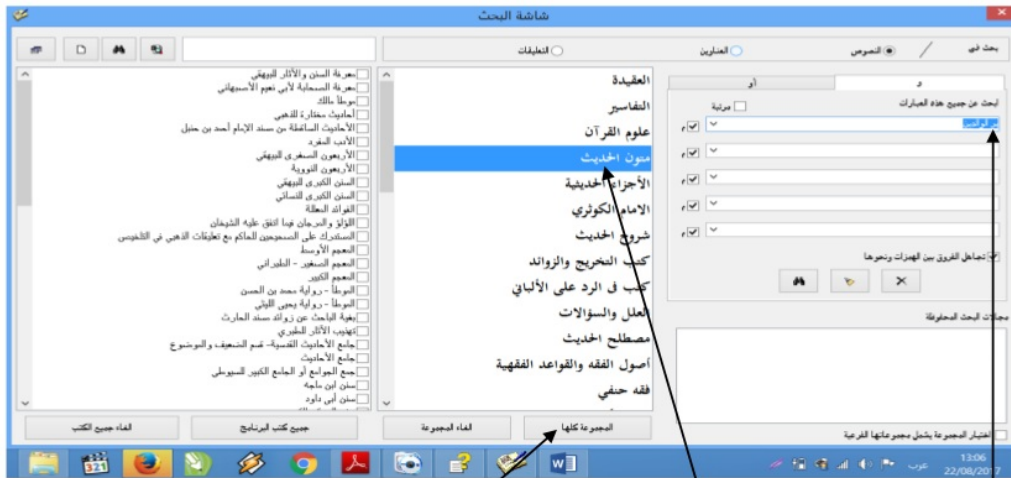 شاشة البحث
بحث في
النصوص
العناوين
التعليقات
و
أو
ابحث عن جميع هذه العبارات
مرتبة
بر الوالدين
م
م
م
م
م
تجاهل الفروق بين الهمزات ونحوها
مجالات البحث المحفوظة
اختيار المجموعة يشمل مجموعاتها الفرعية
العقيدة
التفاسير
علوم القرآن
متون الحديث
الأجزاء الحديثية
الامام الكوثري
شروح الحديث
كتب التخريج والزوائد
كتب فى الرد على الألباني
العلل والسؤالات
مصطلح الحديث
أصول الفقه والقواعد الفقهية
فقه حنفي
المجموعة كلها
الغاء المجموعة
معرفة السنن والآثار للبيهقي
معرفة الصحابة لأبي نعيم الأصبهاني
موطأ مالك
أحاديث مختارة للذهبي
الأحاديث الساقطة من مسند الإمام أحمد بن حنبل
الأدب المفرد
الأربعون الصغرى للبيهقي
الأربعون النووية
السنن الكبرى للبيهقي
السنن الكبرى للنسائي
الفوائد المعللة
اللؤلؤ والمرجان فيما اتفق عليه الشيخان
المستدرك على الصحيحين للحاكم مع تعليقات الذهبي في التلخيص
المعجم الأوسط
المعجم الصغير - الطبراني
المعجم الكبير
الموطأ - رواية محمد بن الحسن
الموطأ - رواية يحيى الليثي
بغية الباحث عن زوائد مسند الحارث
تهذيب الآثار للطبري
جامع الأحاديث القدسية- قسم الضعيف والموضوع
جامع الأحاديث
جمع الجوامع أو الجامع الكبير للسيوطي
سنن ابن ماجه
سنن أبي داود
جميع كتب البرنامج
الغاء جميع الكتب
321
عرب
13:06
22/08/2017